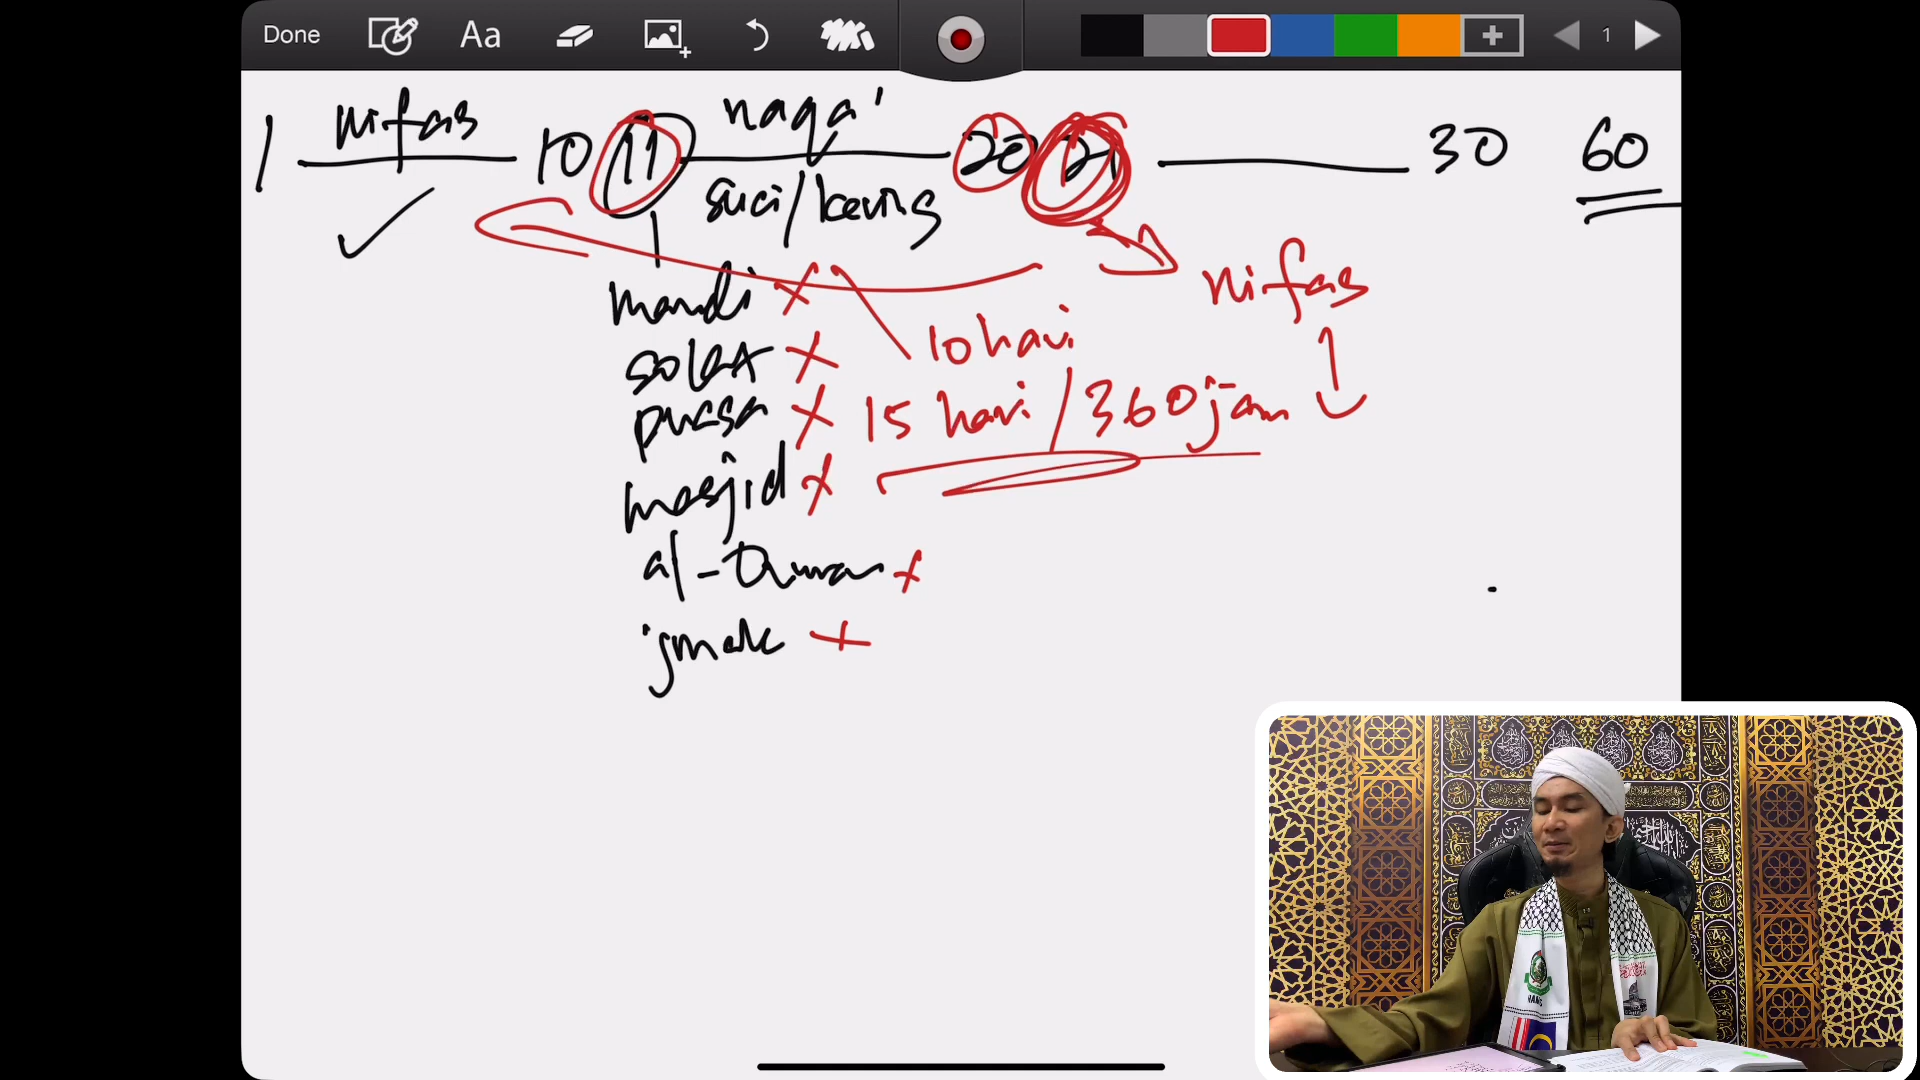 Done Aa 1
1 nifas 10 11 naqa' 20 21 30 60
suci/kering
nifas
mandi x
solat x 10 hari
puasa x 15 hari / 360 jam
masjid x
al-Quran x
jimak x